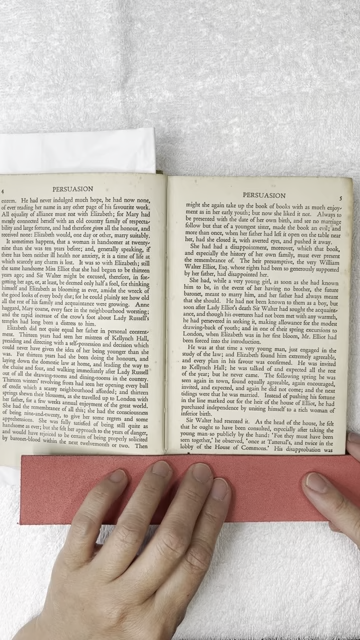 4
PERSUASION
interest. He had never indulged much hope, he had now none,
of ever reading her name in any other page of his favourite work.
All equality of alliance must rest with Elizabeth; for Mary had
merely connected herself with an old country family of respecta-
bility and large fortune, and had therefore given all the honour, and
received none: Elizabeth would, one day or other, marry suitably.
It sometimes happens, that a woman is handsomer at twenty-
nine than she was ten years before; and, generally speaking, if
there has been neither ill health nor anxiety, it is a time of life at
which scarcely any charm is lost. It was so with Elizabeth; still
the same handsome Miss Elliot that she had begun to be thirteen
years ago; and Sir Walter might be excused, therefore, in for-
getting her age, or, at least, be deemed only half a fool, for thinking
himself and Elizabeth as blooming as ever, amidst the wreck of
the good looks of every body else; for he could plainly see how old
all the rest of his family and acquaintance were growing. Anne
haggard, Mary coarse, every face in the neighbourhood worsting;
and the rapid increase of the crow's foot about Lady Russell's
temples had long been a distress to him.
Elizabeth did not quite equal her father in personal content-
ment. Thirteen years had seen her mistress of Kellynch Hall,
presiding and directing with a self-possession and decision which
could never have given the idea of her being younger than she
was. For thirteen years had she been doing the honours, and
laying down the domestic law at home, and leading the way to
the chaise and four, and walking immediately after Lady Russell
out of all the drawing-rooms and dining-rooms in the country.
Thirteen winters' revolving frosts had seen her opening every ball
of credit which a scanty neighbourhood afforded; and thirteen
springs shewn their blossoms, as she travelled up to London with
her father, for a few weeks annual enjoyment of the great world.
She had the remembrance of all this; she had the consciousness
of being nine-and-twenty, to give her some regrets and some
apprehensions. She was fully satisfied of being still quite as
handsome as ever; but she felt her approach to the years of danger,
and would have rejoiced to be certain of being properly solicited
by baronet-blood within the next twelvemonth or two. Then
PERSUASION
5
might she again take up the book of books with as much enjoy-
ment as in her early youth; but now she liked it not. Always to
be presented with the date of her own birth, and see no marriage
follow but that of a youngest sister, made the book an evil; and
more than once, when her father had left it open on the table near
her, had she closed it, with averted eyes, and pushed it away.
She had had a disappointment, moreover, which that book,
and especially the history of her own family, must ever present
the remembrance of. The heir presumptive, the very William
Walter Elliot, Esq. whose rights had been so generously supported
by her father, had disappointed her.
She had, while a very young girl, as soon as she had known
him to be, in the event of her having no brother, the future
baronet, meant to marry him, and her father had always meant
that she should. He had not been known to them as a boy, but
soon after Lady Elliot's death Sir Walter had sought the acquaint-
ance, and though his overtures had not been met with any warmth,
he had persevered in seeking it, making allowance for the modest
drawing-back of youth; and in one of their spring excursions to
London, when Elizabeth was in her first bloom, Mr. Elliot had
been forced into the introduction.
He was at that time a very young man, just engaged in the
study of the law; and Elizabeth found him extremely agreeable,
and every plan in his favour was confirmed. He was invited
to Kellynch Hall; he was talked of and expected all the rest
of the year; but he never came. The following spring he was
seen again in town, found equally agreeable, again encouraged,
invited, and expected, and again he did not come; and the next
tidings were that he was married. Instead of pushing his fortune
in the line marked out for the heir of the house of Elliot, he had
purchased independence by uniting himself to a rich woman of
inferior birth.
Sir Walter had resented it. As the head of the house, he felt
that he ought to have been consulted, especially after taking the
young man so publicly by the hand: 'For they must have been
seen together,' he observed, 'once at Tattersal's, and twice in the
lobby of the House of Commons.' His disapprobation was